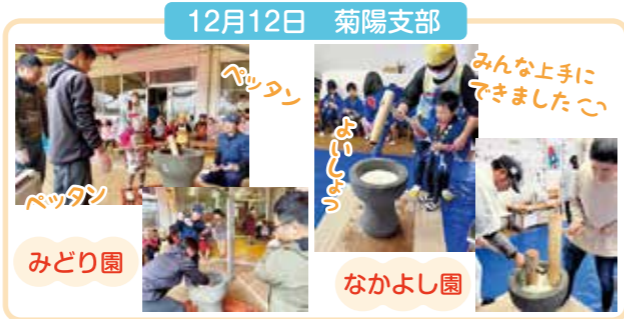 12月12日 菊陽支部
ペッタン
ペッタン
みどり園
よいしょっ
みんな上手に
できました
なかよし園